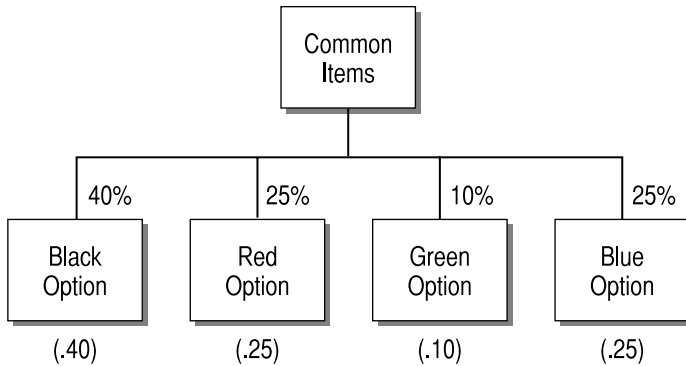 Common
Items
40%
25%
10%
25%
Black
Option
Red
Option
Green
Option
Blue
Option
(.40)
(.25)
(.10)
(.25)